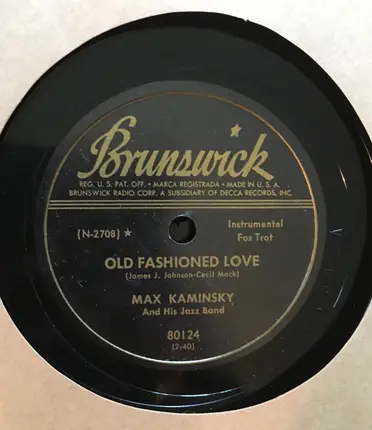 Brunswick
REG. U. S. PAT. OFF. • MARCA REGISTRADA • MADE IN U. S. A.
BRUNSWICK RADIO CORP. A SUBSIDIARY OF DECCA RECORDS, INC.
(N-2708) ★
Instrumental
Fox Trot
OLD FASHIONED LOVE
(James J. Johnson-Cecil Mack)
MAX KAMINSKY
And His Jazz Band
80124
(2:40)